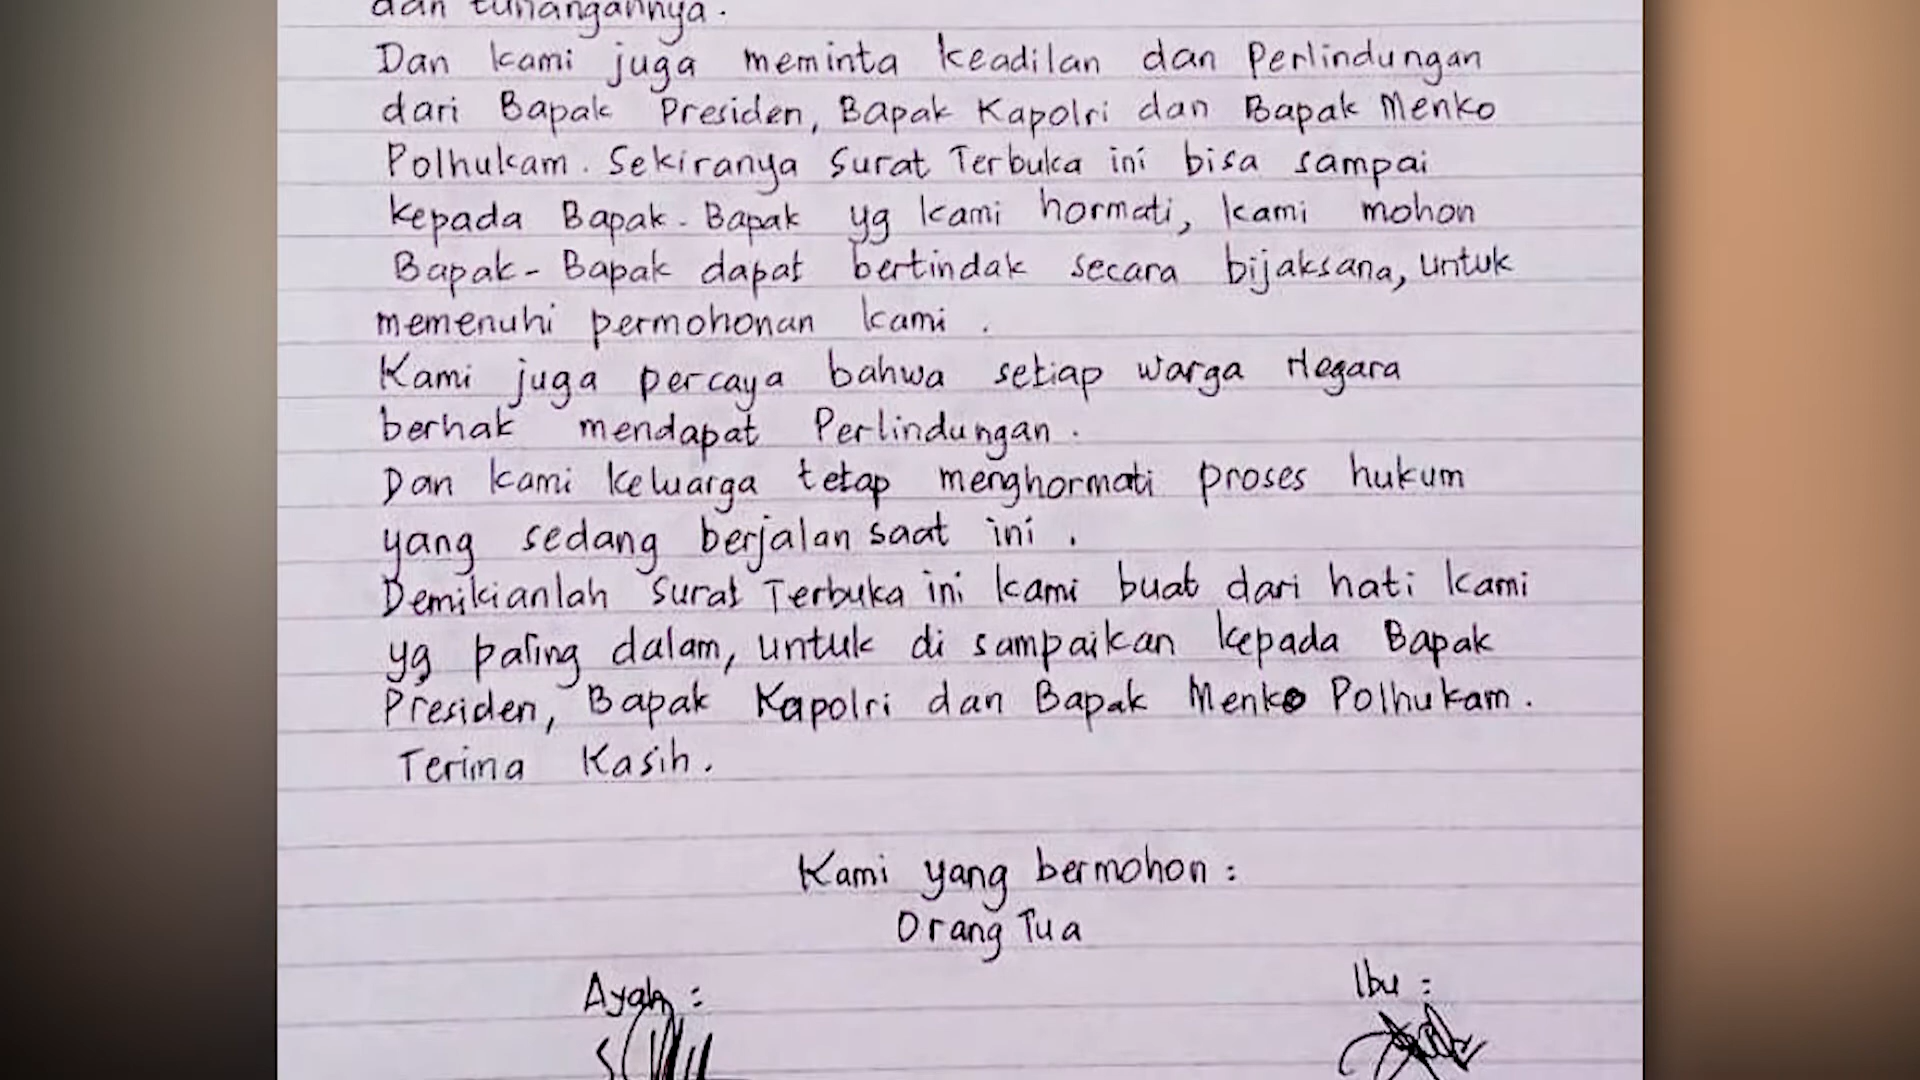 dan tunangannya.
Dan kami juga meminta keadilan dan Perlindungan
dari Bapak Presiden, Bapak Kapolri dan Bapak Menko
Polhukam. Sekiranya Surat Terbuka ini bisa sampai
kepada Bapak-Bapak yg kami hormati, kami mohon
Bapak-Bapak dapat bertindak secara bijaksana, untuk
memenuhi permohonan kami.
Kami juga percaya bahwa setiap warga Negara
berhak mendapat Perlindungan.
Dan kami keluarga tetap menghormati proses hukum
yang sedang berjalan saat ini.
Demikianlah Surat Terbuka ini kami buat dari hati kami
yg paling dalam, untuk di sampaikan kepada Bapak
Presiden, Bapak Kapolri dan Bapak Menko Polhukam.
Terima Kasih.
Kami yang bermohon:
Orang Tua
Ayah: Ibu: